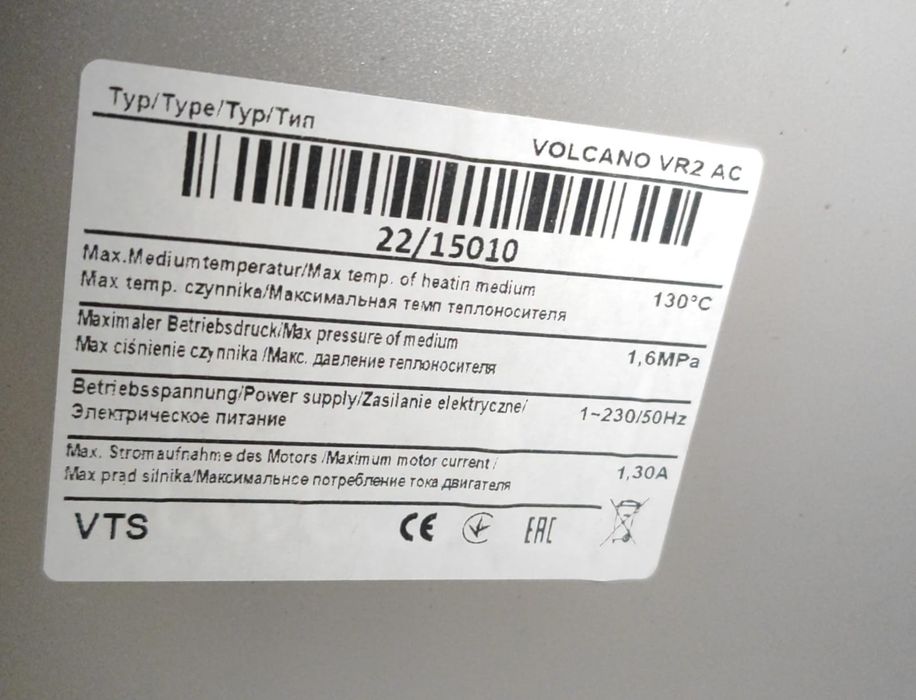 Typ/Type/Typ/Тип
VOLCANO VR2 AC
22/15010
Max.Mediumtemperatur/Max temp. of heatin medium
Max temp. czynnika/Максимальная темп теплоносителя
130°C
Maximaler Betriebsdruck/Max pressure of medium
Max ciśnienie czynnika /Макс. давление теплоносителя
1,6MPa
Betriebsspannung/Power supply/Zasilanie elektryczne/
Электрическое питание
1~230/50Hz
Max. Stromaufnahme des Motors /Maximum motor current /
Max prąd silnika/Максимальное потребление тока двигателя
1,30A
VTS
CE
EAC